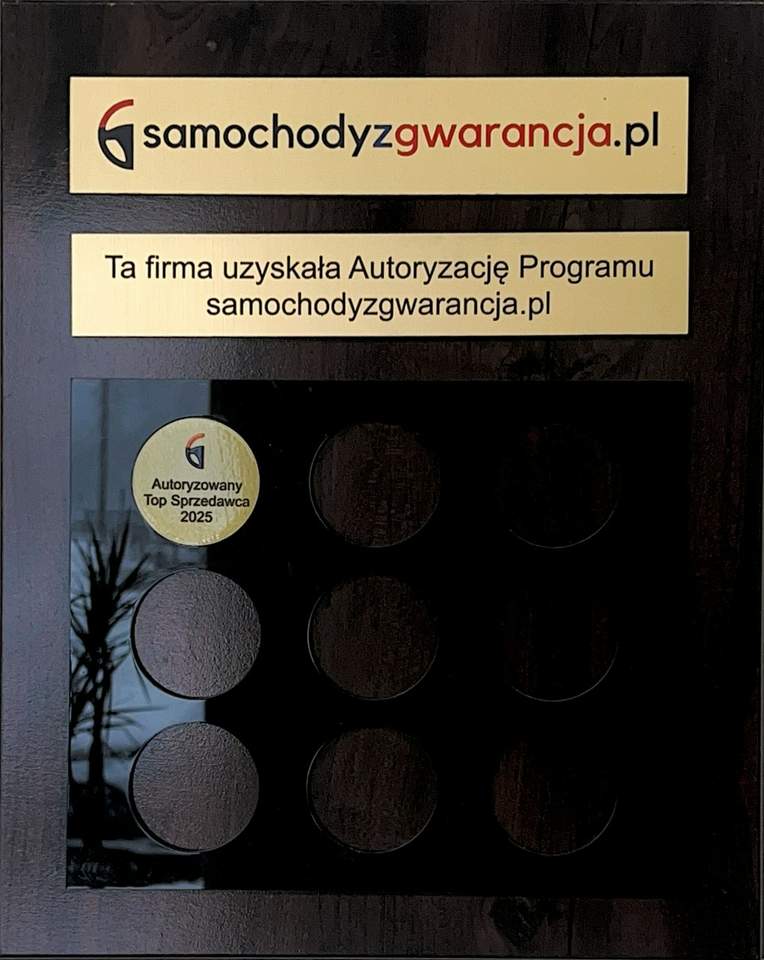 samochodyzgwarancja.pl
Ta firma uzyskała Autoryzację Programu
samochodyzgwarancja.pl
Autoryzowany
Top Sprzedawca
2025